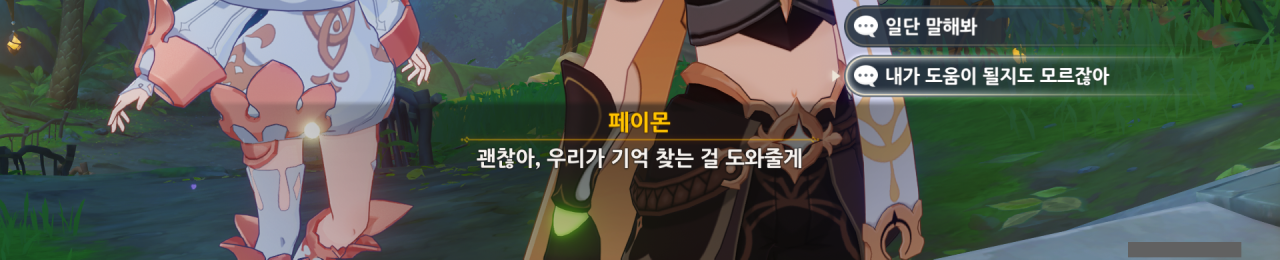 일단 말해봐
내가 도움이 될지도 모르잖아
페이몬
괜찮아, 우리가 기억 찾는 걸 도와줄게